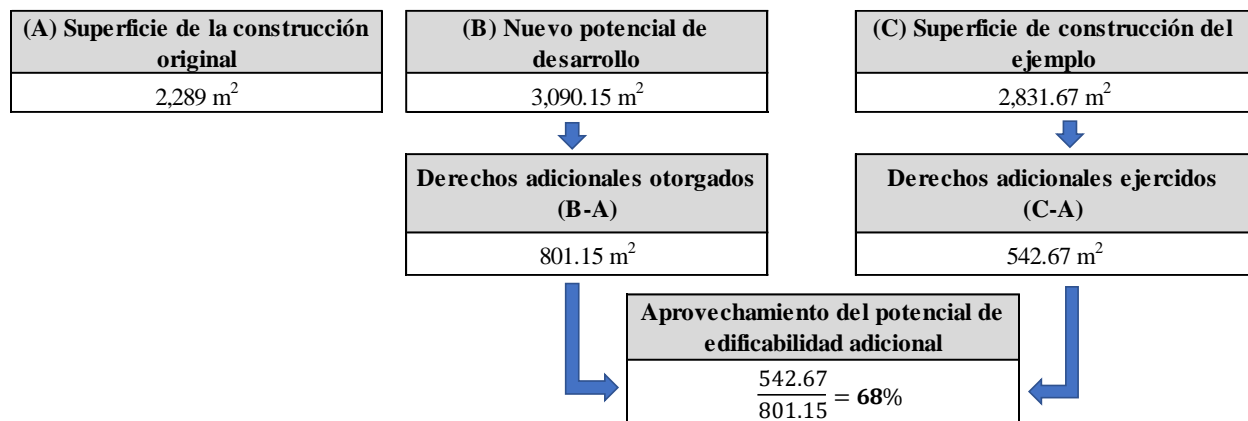 (A) Superficie de la construcción
original
2,289 m²
(B) Nuevo potencial de
desarrollo
3,090.15 m²
(C) Superficie de construcción del
ejemplo
2,831.67 m²
Derechos adicionales otorgados
(B-A)
801.15 m²
Derechos adicionales ejercidos
(C-A)
542.67 m²
Aprovechamiento del potencial de
edificabilidad adicional
542.67
801.15 = 68%